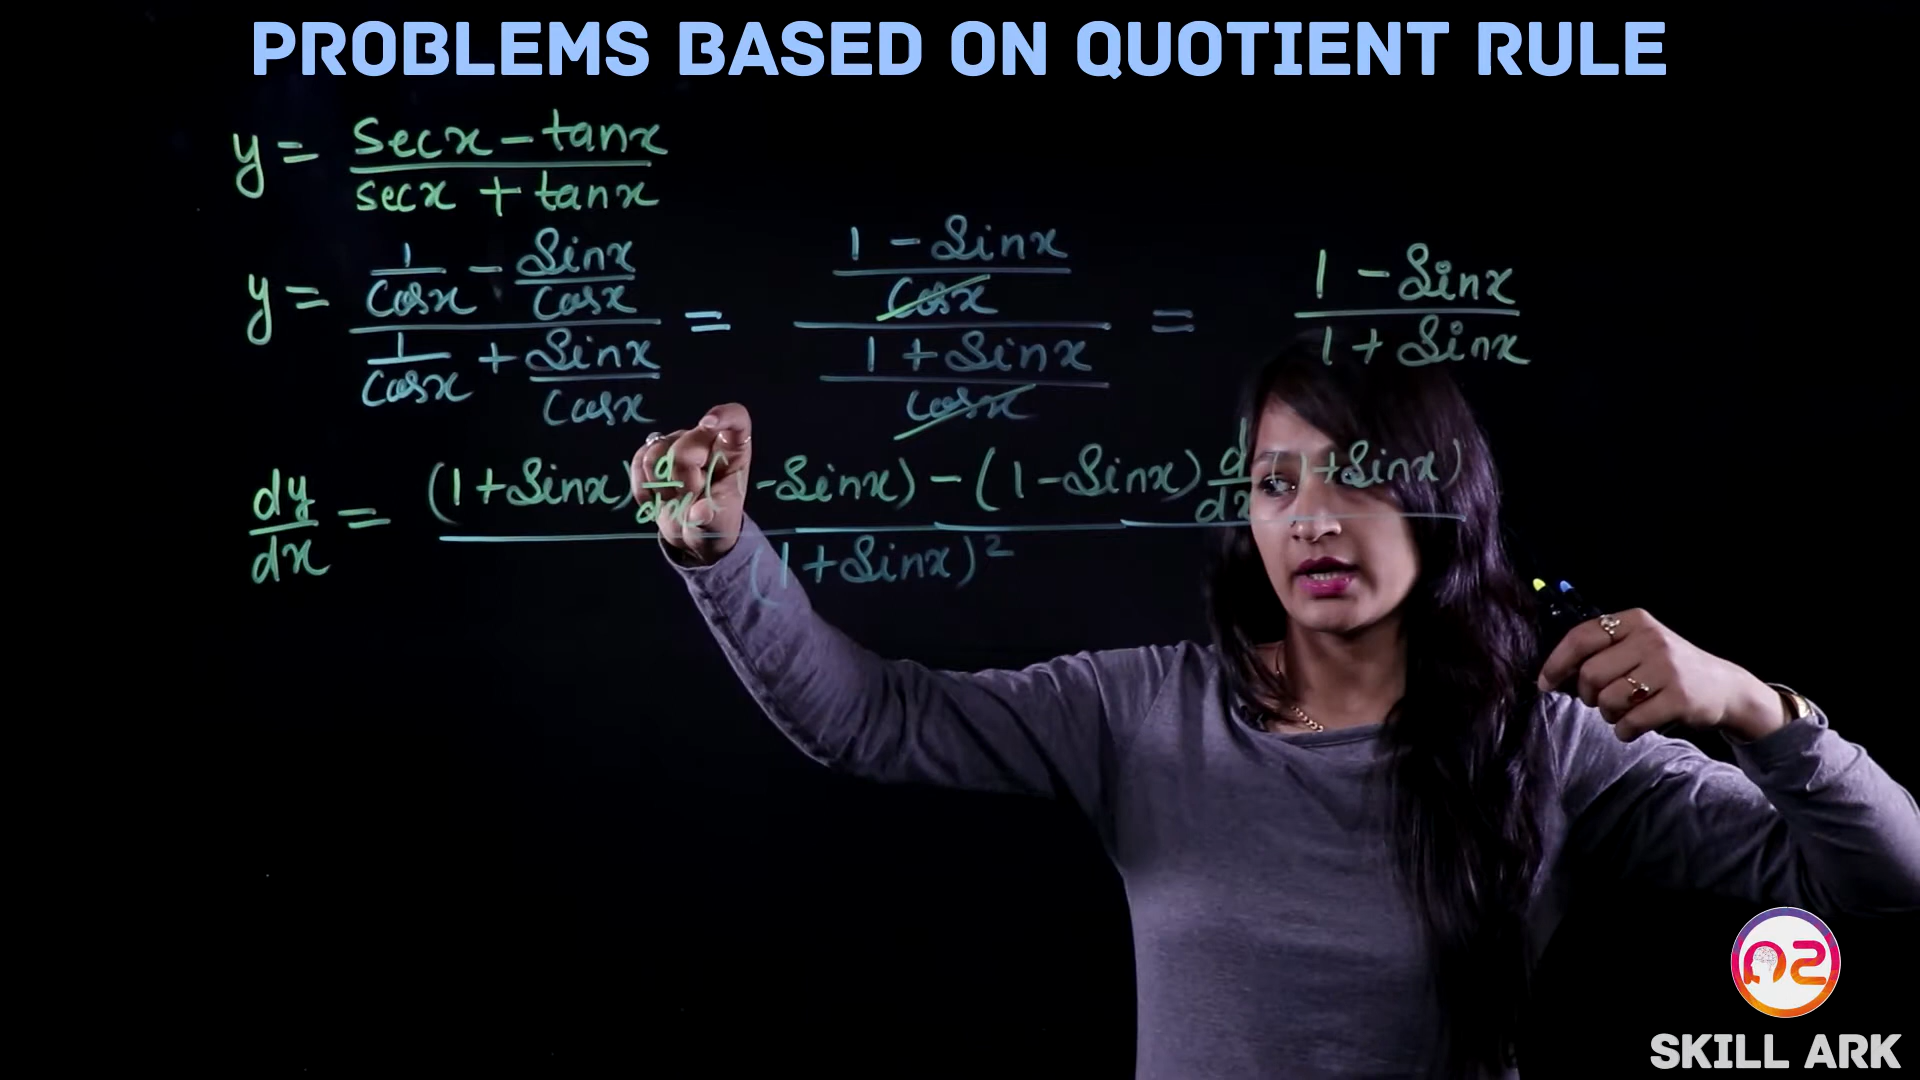 PROBLEMS BASED ON QUOTIENT RULE
y = (secx - tanx)/(secx + tanx)
y = (1/cosx - sinx/cosx)/(1/cosx + sinx/cosx) = ((1 - sinx)/cosx)/((1 + sinx)/cosx) = (1 - sinx)/(1 + sinx)
dy/dx = ((1 + sinx) d/dx (1 - sinx) - (1 - sinx) d/dx (1 + sinx))/(1 + sinx)²
SKILL ARK